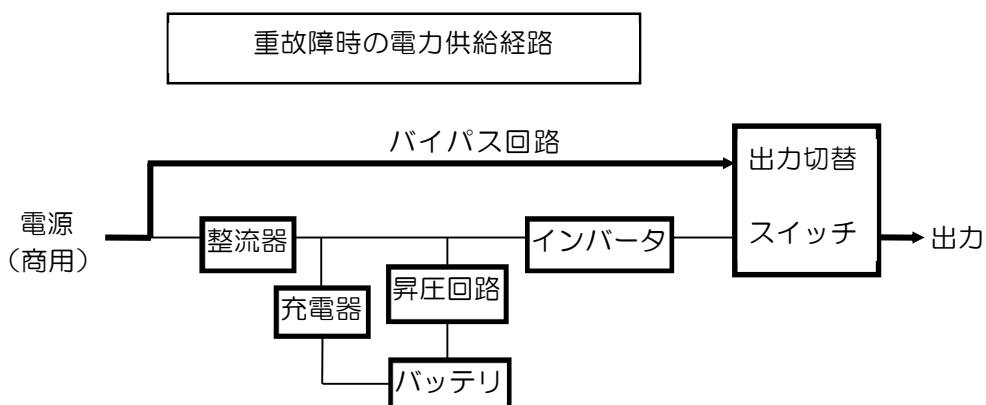 重故障時の電力供給経路
バイパス回路
出力切替
スイッチ
電源
(商用)
整流器
インバータ
出力
充電器
昇圧回路
バッテリ